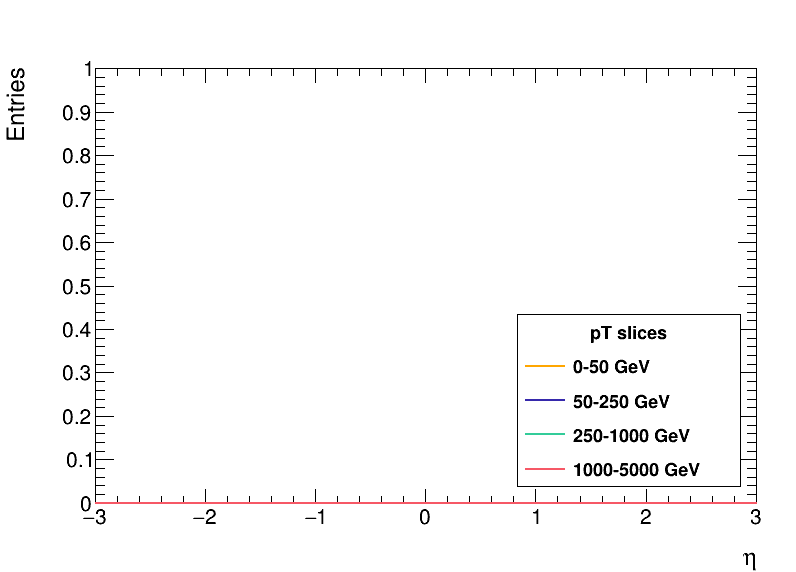 Entries
1
0.9
0.8
0.7
0.6
0.5
0.4
0.3
0.2
0.1
0
pT slices
0-50 GeV
50-250 GeV
250-1000 GeV
1000-5000 GeV
−3 −2 −1 0 1 2 3
η